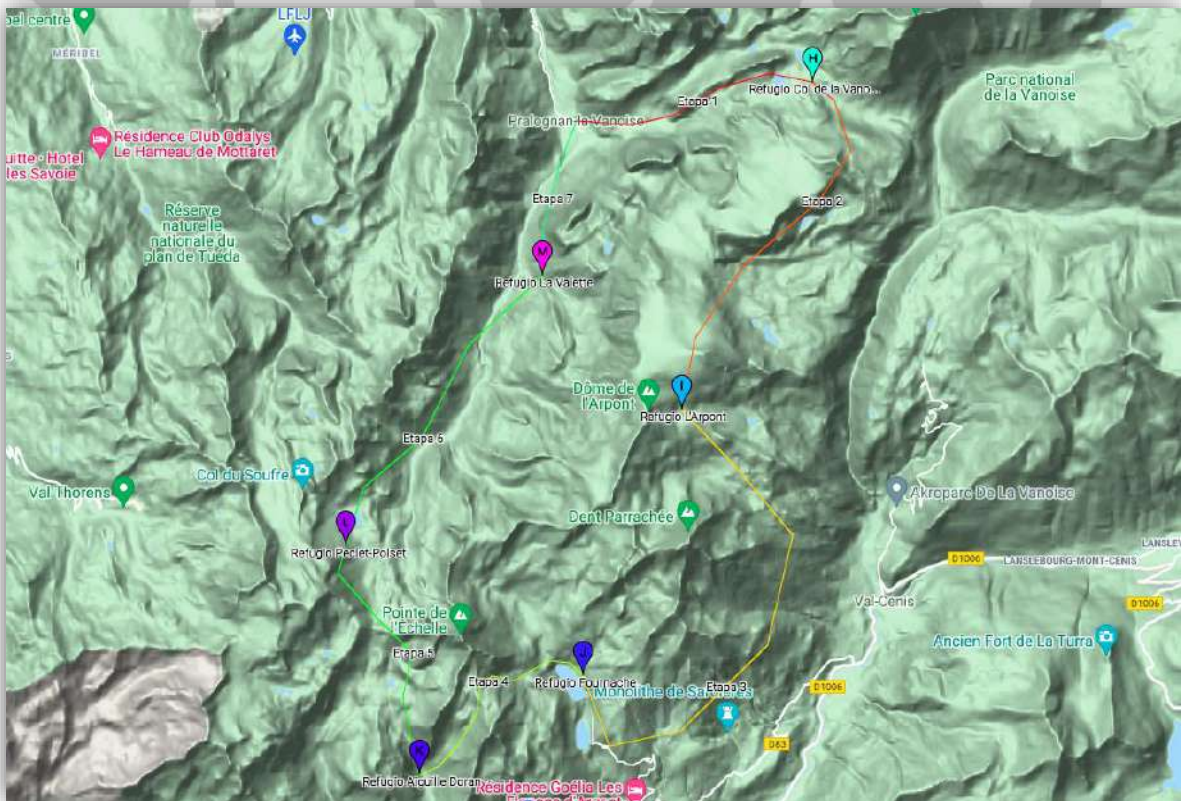 bel centre
LFLJ
MÉRIBEL
H
Refugio Col de la Vano...
Parc national
de la Vanoise
Etapa 1
Pralognan-la-Vanoise
Résidence Club Odalys
Le Hameau de Mottaret
uitte - Hotel
les Savoie
Etapa 7
Etapa 2
Réserve
naturelle
nationale du
plan de Tuéda
M
Refugio La Valette
I
Dôme de
l'Arpont
Refugio L'Arpont
Etapa 6
Col du Soufre
Val Thorens
Akroparc De La Vanoise
Dent Parrachée
L
Refugio Peclet-Polset
D1006
LANSLEBOURG-MONT-CENIS
LANSLEV
Val-Cenis
D1006
Pointe de
l'Échelle
Ancien Fort de La Turra
Etapa 5
J
Etapa 4
Refugio Fournache
Etapa 3
Monolithe de Sardières
D1006
D83
K
Refugio Aiguille Doran
Résidence Goélia Les